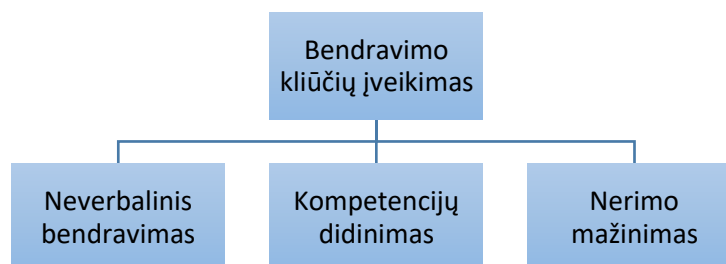 Bendravimo
kliūčių įveikimas
Neverbalinis
bendravimas
Kompetencijų
didinimas
Nerimo
mažinimas